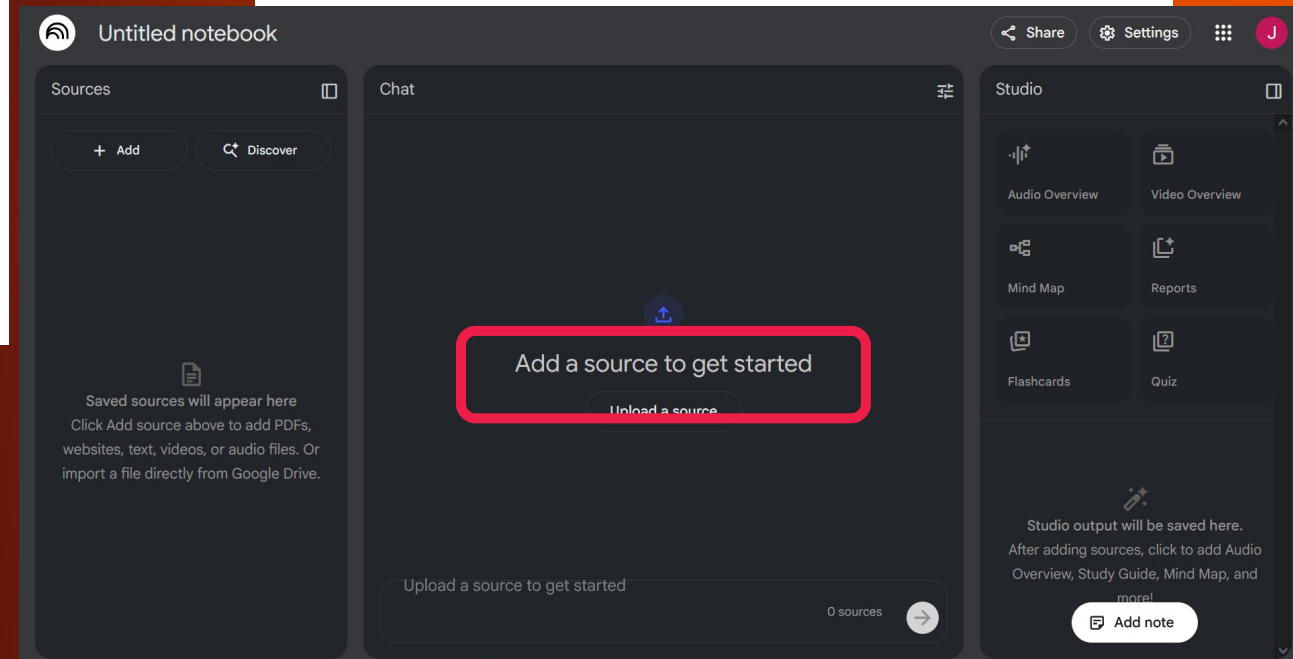 Untitled notebook
Share
Settings
J
Sources
Add
Discover
Saved sources will appear here
Click Add source above to add PDFs,
websites, text, videos, or audio files. Or
import a file directly from Google Drive.
Chat
Add a source to get started
Upload a source
Upload a source to get started
0 sources
Studio
Audio Overview
Video Overview
Mind Map
Reports
Flashcards
Quiz
Studio output will be saved here.
After adding sources, click to add Audio
Overview, Study Guide, Mind Map, and
more!
Add note